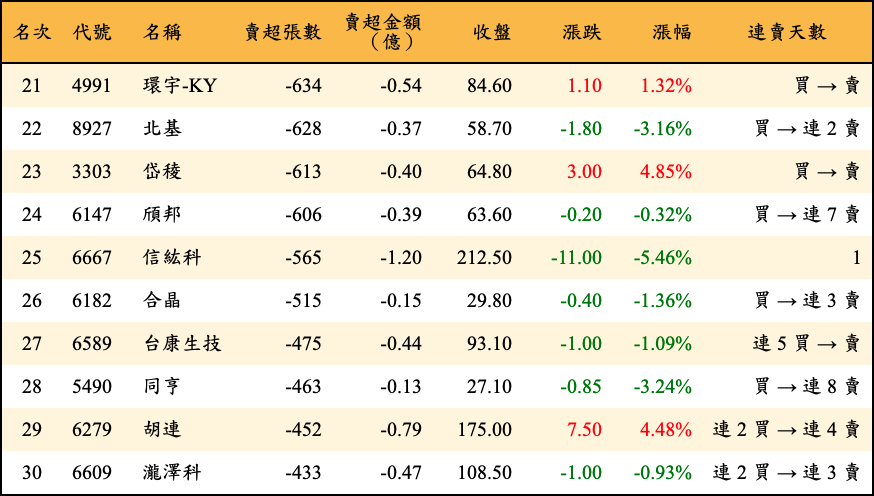 名次 代號 名稱 賣超張數 賣超金額（億） 收盤 漲跌 漲幅 連賣天數
21 4991 環宇-KY -634 -0.54 84.60 1.10 1.32% 買 → 賣
22 8927 北基 -628 -0.37 58.70 -1.80 -3.16% 買 → 連 2 賣
23 3303 岱稜 -613 -0.40 64.80 3.00 4.85% 買 → 賣
24 6147 頎邦 -606 -0.39 63.60 -0.20 -0.32% 買 → 連 7 賣
25 6667 信紘科 -565 -1.20 212.50 -11.00 -5.46% 1
26 6182 合晶 -515 -0.15 29.80 -0.40 -1.36% 買 → 連 3 賣
27 6589 台康生技 -475 -0.44 93.10 -1.00 -1.09% 連 5 買 → 賣
28 5490 同亨 -463 -0.13 27.10 -0.85 -3.24% 買 → 連 8 賣
29 6279 胡連 -452 -0.79 175.00 7.50 4.48% 連 2 買 → 連 4 賣
30 6609 瀧澤科 -433 -0.47 108.50 -1.00 -0.93% 連 2 買 → 連 3 賣